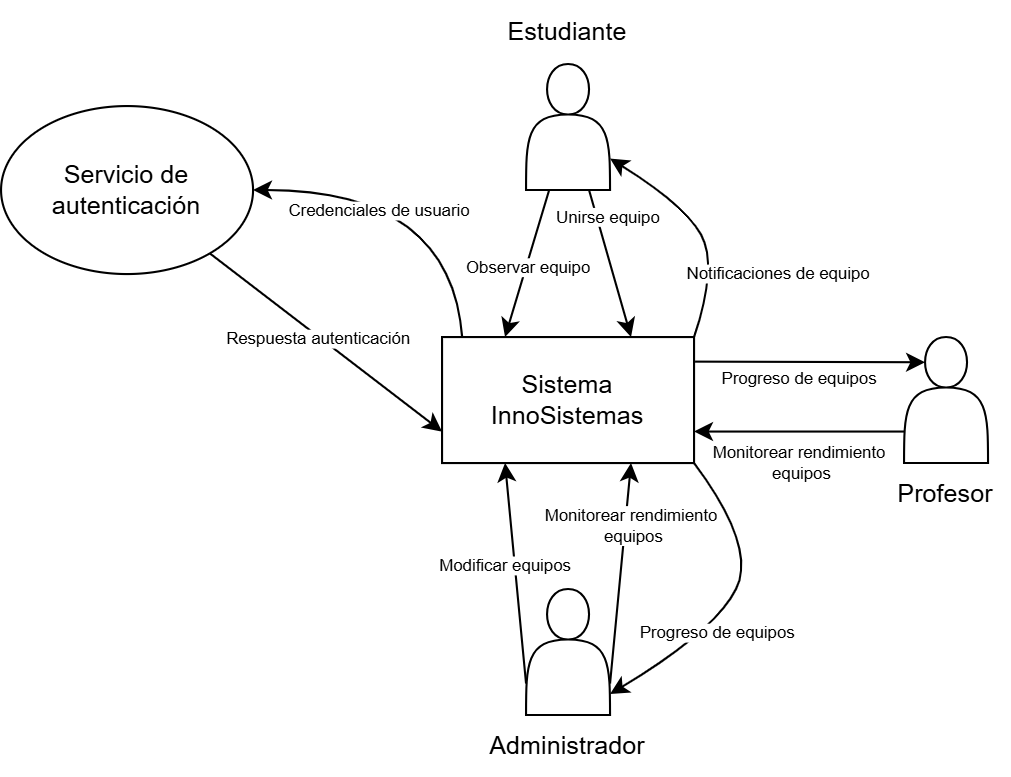 Estudiante
Servicio de
autenticación
Credenciales de usuario
Unirse equipo
Observar equipo
Notificaciones de equipo
Respuesta autenticación
Sistema
InnoSistemas
Progreso de equipos
Monitorear rendimiento
equipos
Profesor
Monitorear rendimiento
equipos
Modificar equipos
Progreso de equipos
Administrador